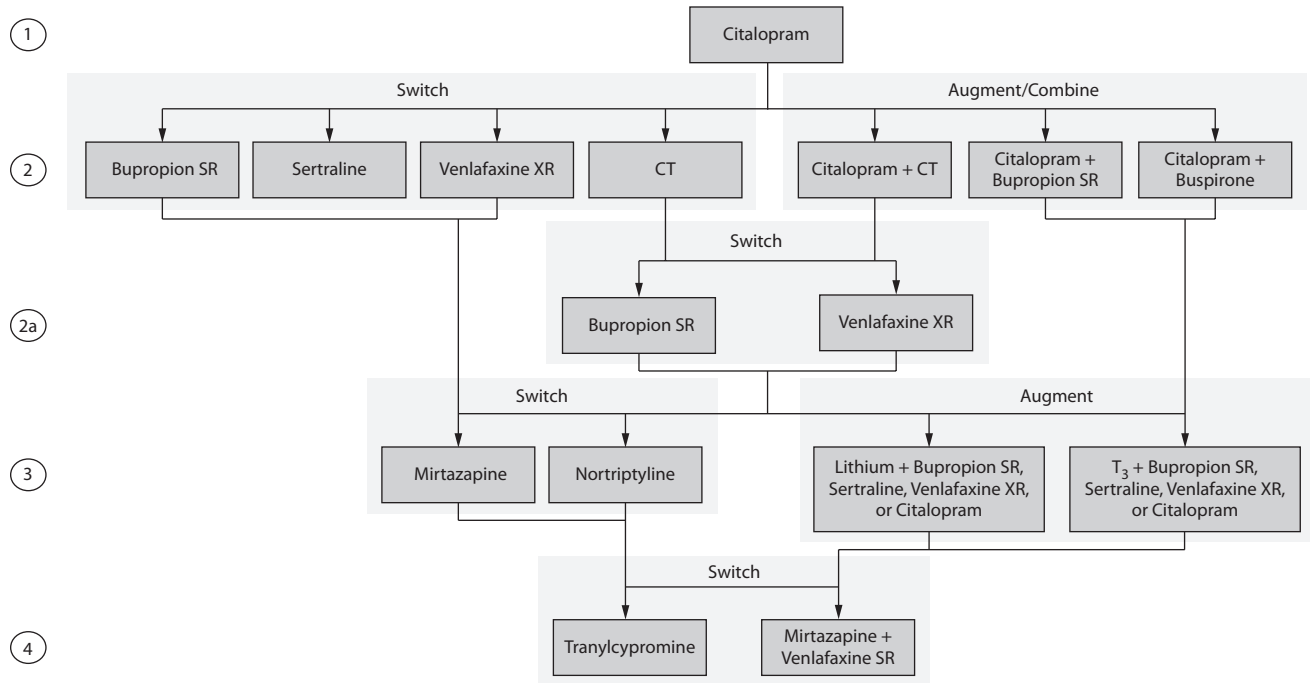 1
Citalopram
Switch
Augment/Combine
2
Bupropion SR
Sertraline
Venlafaxine XR
CT
Citalopram + CT
Citalopram +
Bupropion SR
Citalopram +
Buspirone
Switch
2a
Bupropion SR
Venlafaxine XR
Switch
Augment
3
Mirtazapine
Nortriptyline
Lithium + Bupropion SR,
Sertraline, Venlafaxine XR,
or Citalopram
T3 + Bupropion SR,
Sertraline, Venlafaxine XR,
or Citalopram
Switch
4
Tranylcypromine
Mirtazapine +
Venlafaxine SR